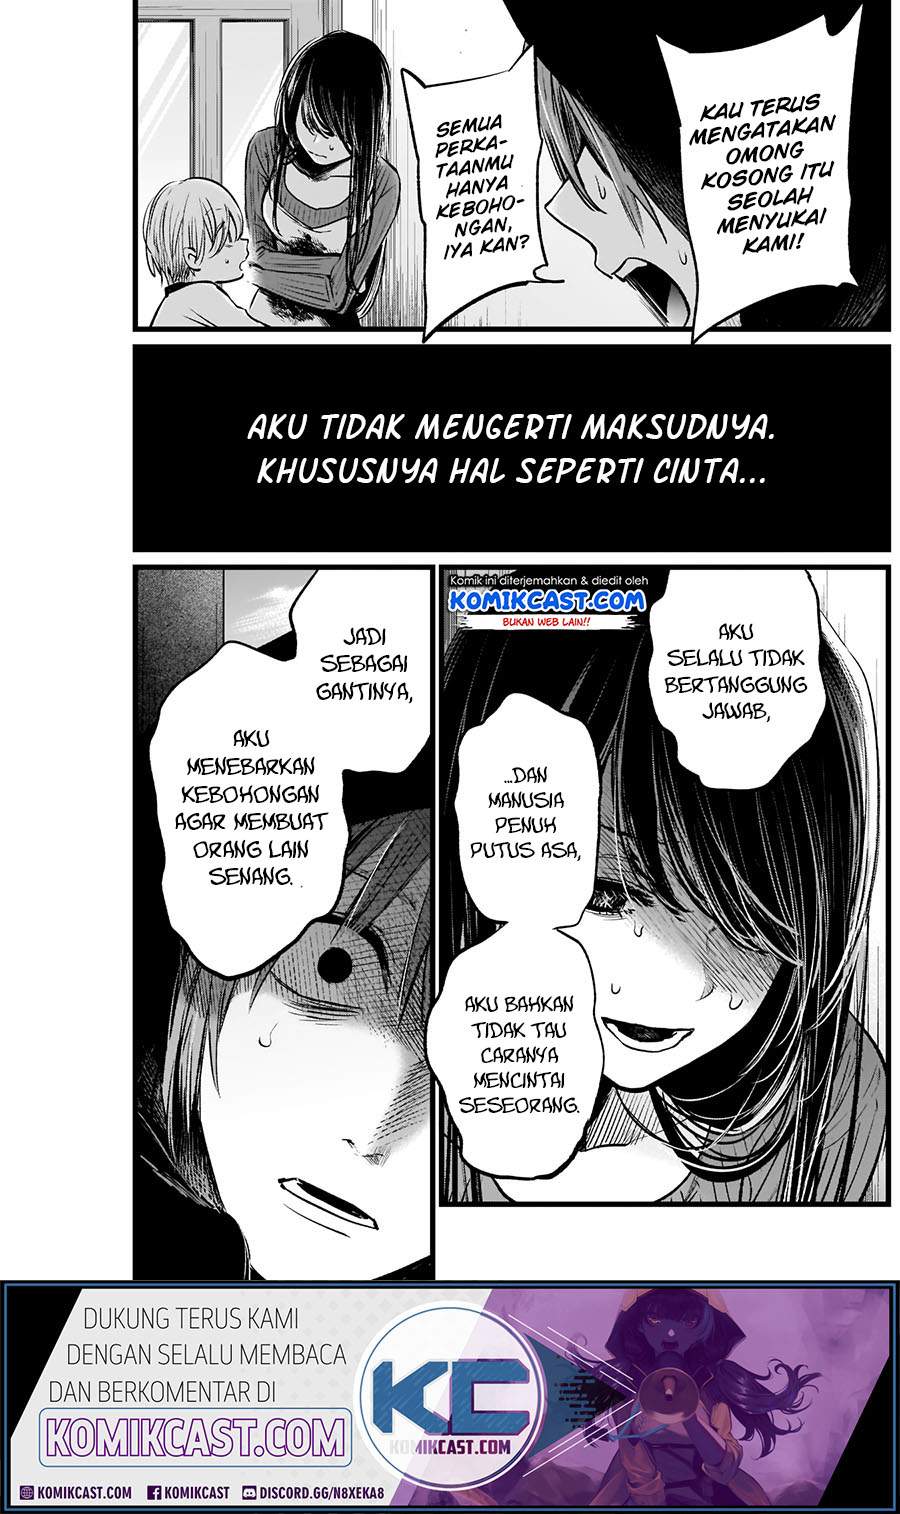 KAU TERUS
MENGATAKAN
OMONG
KOSONG ITU
SEOLAH
MENYUKAI
KAMI!
SEMUA
PERKA-
TAANMU
HANYA
KEBOHO-
NGAN,
IYA KAN?
AKU TIDAK MENGERTI MAKSUDNYA.
KHUSUSNYA HAL SEPERTI CINTA...
Komik ini diterjemahkan & diedit oleh
KOMIKCAST.COM
BUKAN WEB LAIN!!
AKU
SELALU TIDAK
BERTANGGUNG
JAWAB,
...DAN
MANUSIA
PENUH
PUTUS ASA,
AKU BAHKAN
TIDAK TAU
CARANYA
MENCINTAI
SESEORANG.
JADI
SEBAGAI
GANTINYA,
AKU
MENEBARKAN
KEBOHONGAN
AGAR MEMBUAT
ORANG LAIN
SENANG.
DUKUNG TERUS KAMI
DENGAN SELALU MEMBACA
DAN BERKOMENTAR DI
KOMIKCAST.COM
KC
KOMIKCAST.COM
KOMIKCAST.COM KOMIKCAST DISCORD.GG/N8XEKA8